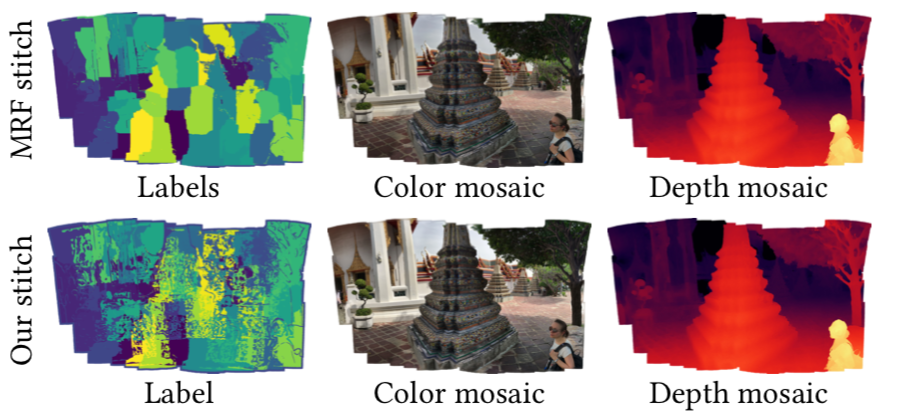 MRF stitch
Labels
Color mosaic
Depth mosaic
Our stitch
Label
Color mosaic
Depth mosaic